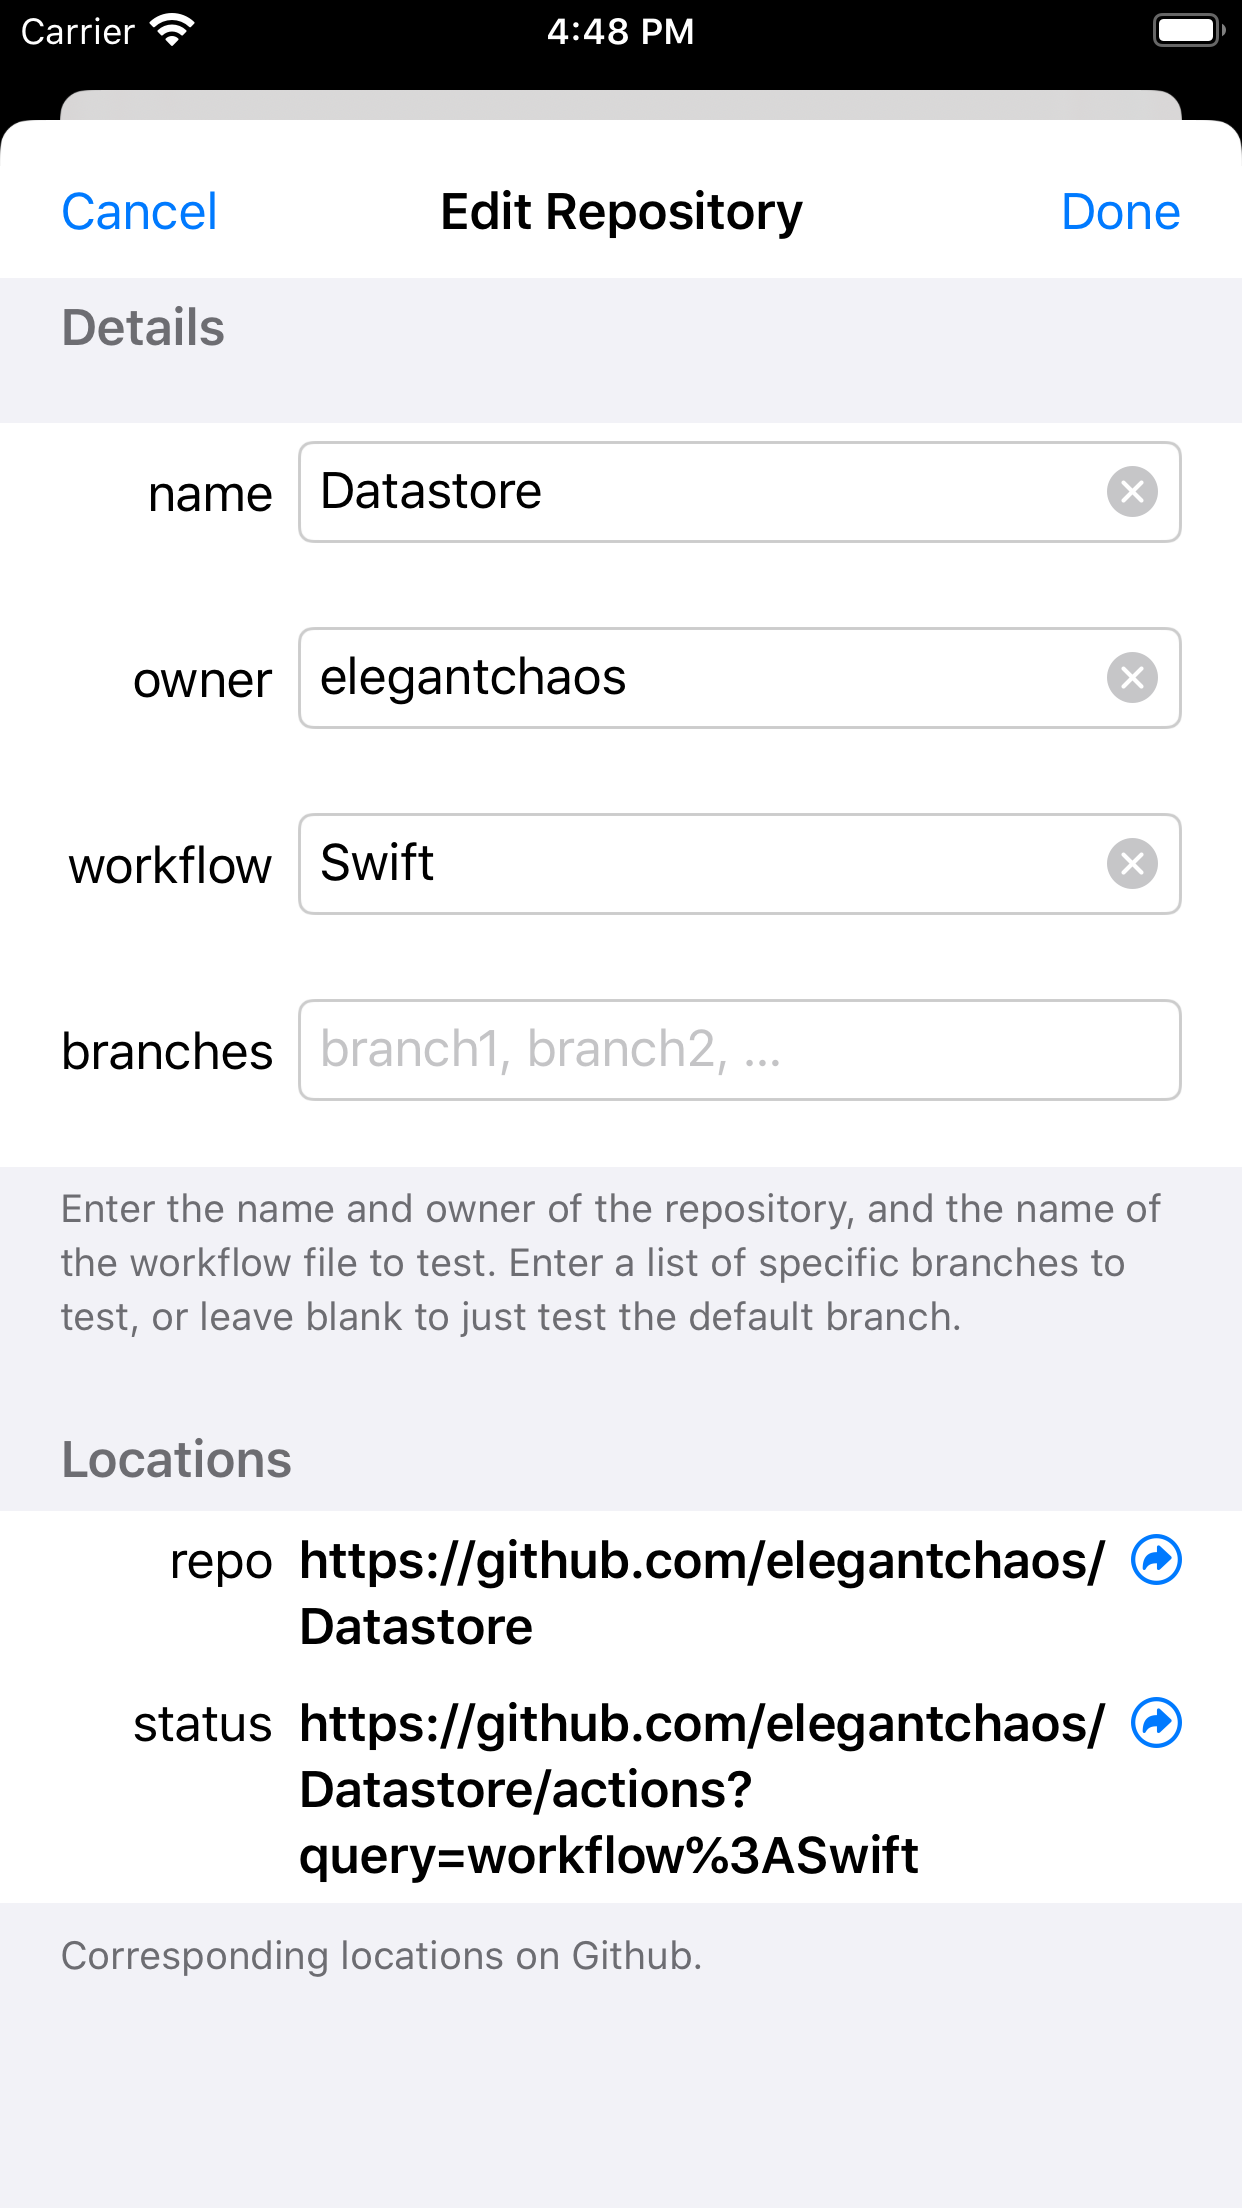 Carrier 4:48 PM
Cancel Edit Repository Done
Details
name Datastore
owner elegantchaos
workflow Swift
branches branch1, branch2, ...
Enter the name and owner of the repository, and the name of
the workflow file to test. Enter a list of specific branches to
test, or leave blank to just test the default branch.
Locations
repo https://github.com/elegantchaos/
Datastore
status https://github.com/elegantchaos/
Datastore/actions?
query=workflow%3ASwift
Corresponding locations on Github.